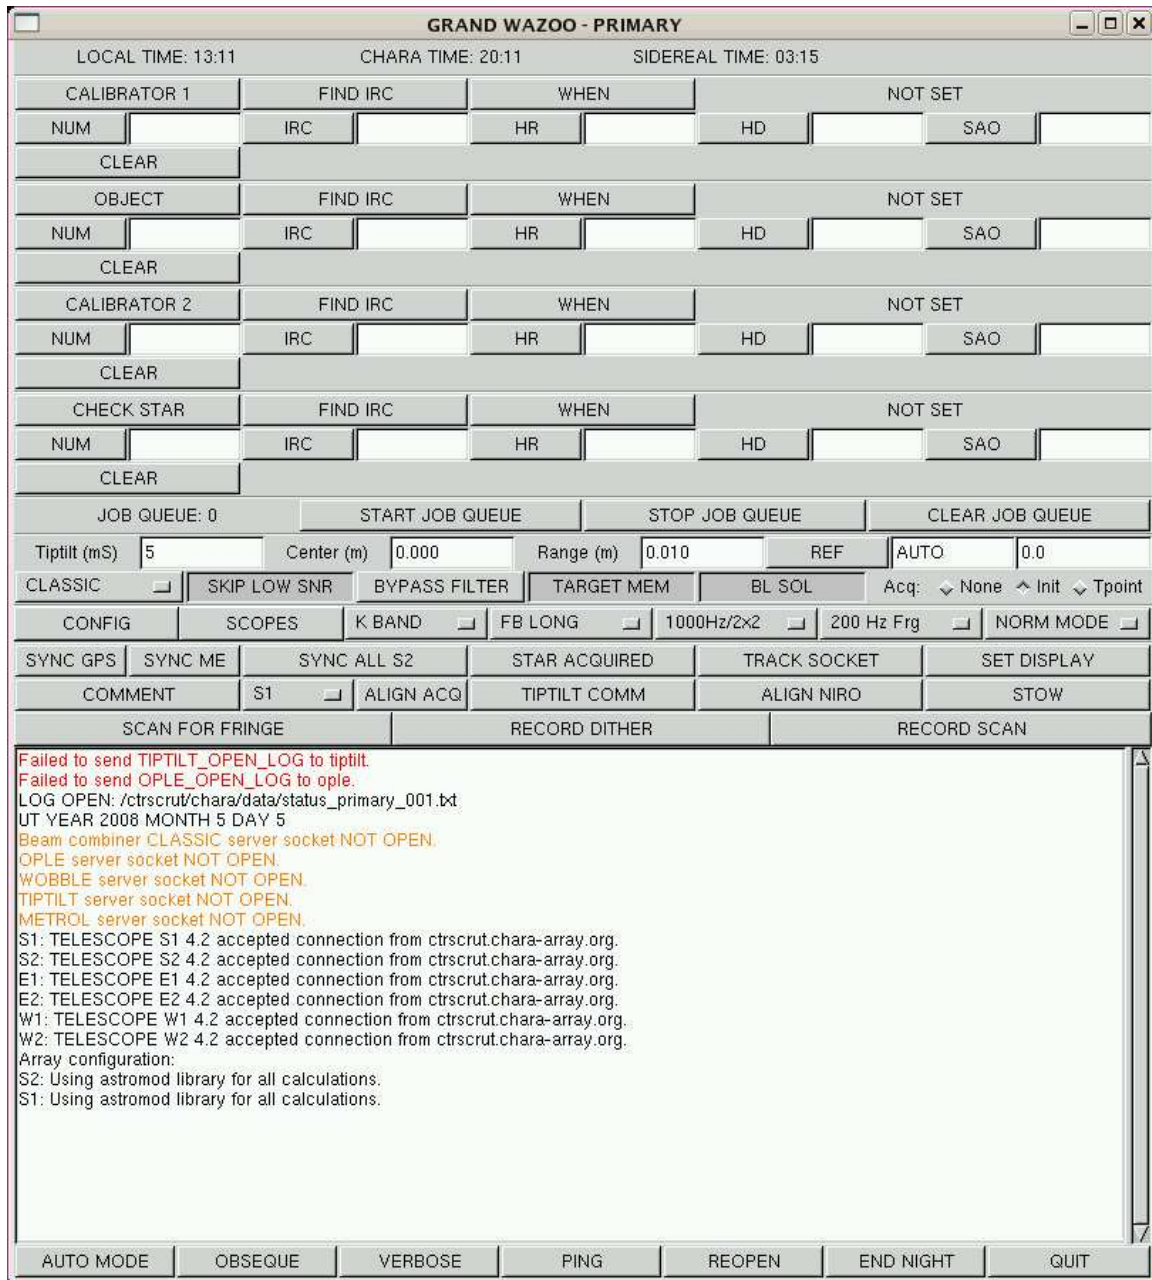 GRAND WAZOO - PRIMARY
LOCAL TIME: 13:11 CHARA TIME: 20:11 SIDEREAL TIME: 03:15
CALIBRATOR 1 FIND IRC WHEN NOT SET
NUM IRC HR HD SAO
CLEAR
OBJECT FIND IRC WHEN NOT SET
NUM IRC HR HD SAO
CLEAR
CALIBRATOR 2 FIND IRC WHEN NOT SET
NUM IRC HR HD SAO
CLEAR
CHECK STAR FIND IRC WHEN NOT SET
NUM IRC HR HD SAO
CLEAR
JOB QUEUE: 0 START JOB QUEUE STOP JOB QUEUE CLEAR JOB QUEUE
Tiptilt (mS) 5 Center (m) 0.000 Range (m) 0.010 REF AUTO 0.0
CLASSIC SKIP LOW SNR BYPASS FILTER TARGET MEM BL SOL Acq: None Init Tpoint
CONFIG SCOPES K BAND FB LONG 1000Hz/2x2 200 Hz Frg NORM MODE
SYNC GPS SYNC ME SYNC ALL S2 STAR ACQUIRED TRACK SOCKET SET DISPLAY
COMMENT S1 ALIGN ACQ TIPTILT COMM ALIGN NIRO STOW
SCAN FOR FRINGE RECORD DITHER RECORD SCAN
Failed to send TIPTILT_OPEN_LOG to tiptilt.
Failed to send OPLE_OPEN_LOG to ople.
LOG OPEN: /ctrscrut/chara/data/status_primary_001.txt
UT YEAR 2008 MONTH 5 DAY 5
Beam combiner CLASSIC server socket NOT OPEN.
OPLE server socket NOT OPEN.
WOBBLE server socket NOT OPEN.
TIPTILT server socket NOT OPEN.
METROL server socket NOT OPEN.
S1: TELESCOPE S1 4.2 accepted connection from ctrscrut.chara-array.org.
S2: TELESCOPE S2 4.2 accepted connection from ctrscrut.chara-array.org.
E1: TELESCOPE E1 4.2 accepted connection from ctrscrut.chara-array.org.
E2: TELESCOPE E2 4.2 accepted connection from ctrscrut.chara-array.org.
W1: TELESCOPE W1 4.2 accepted connection from ctrscrut.chara-array.org.
W2: TELESCOPE W2 4.2 accepted connection from ctrscrut.chara-array.org.
Array configuration:
S2: Using astromod library for all calculations.
S1: Using astromod library for all calculations.
AUTO MODE OBSEQUE VERBOSE PING REOPEN END NIGHT QUIT